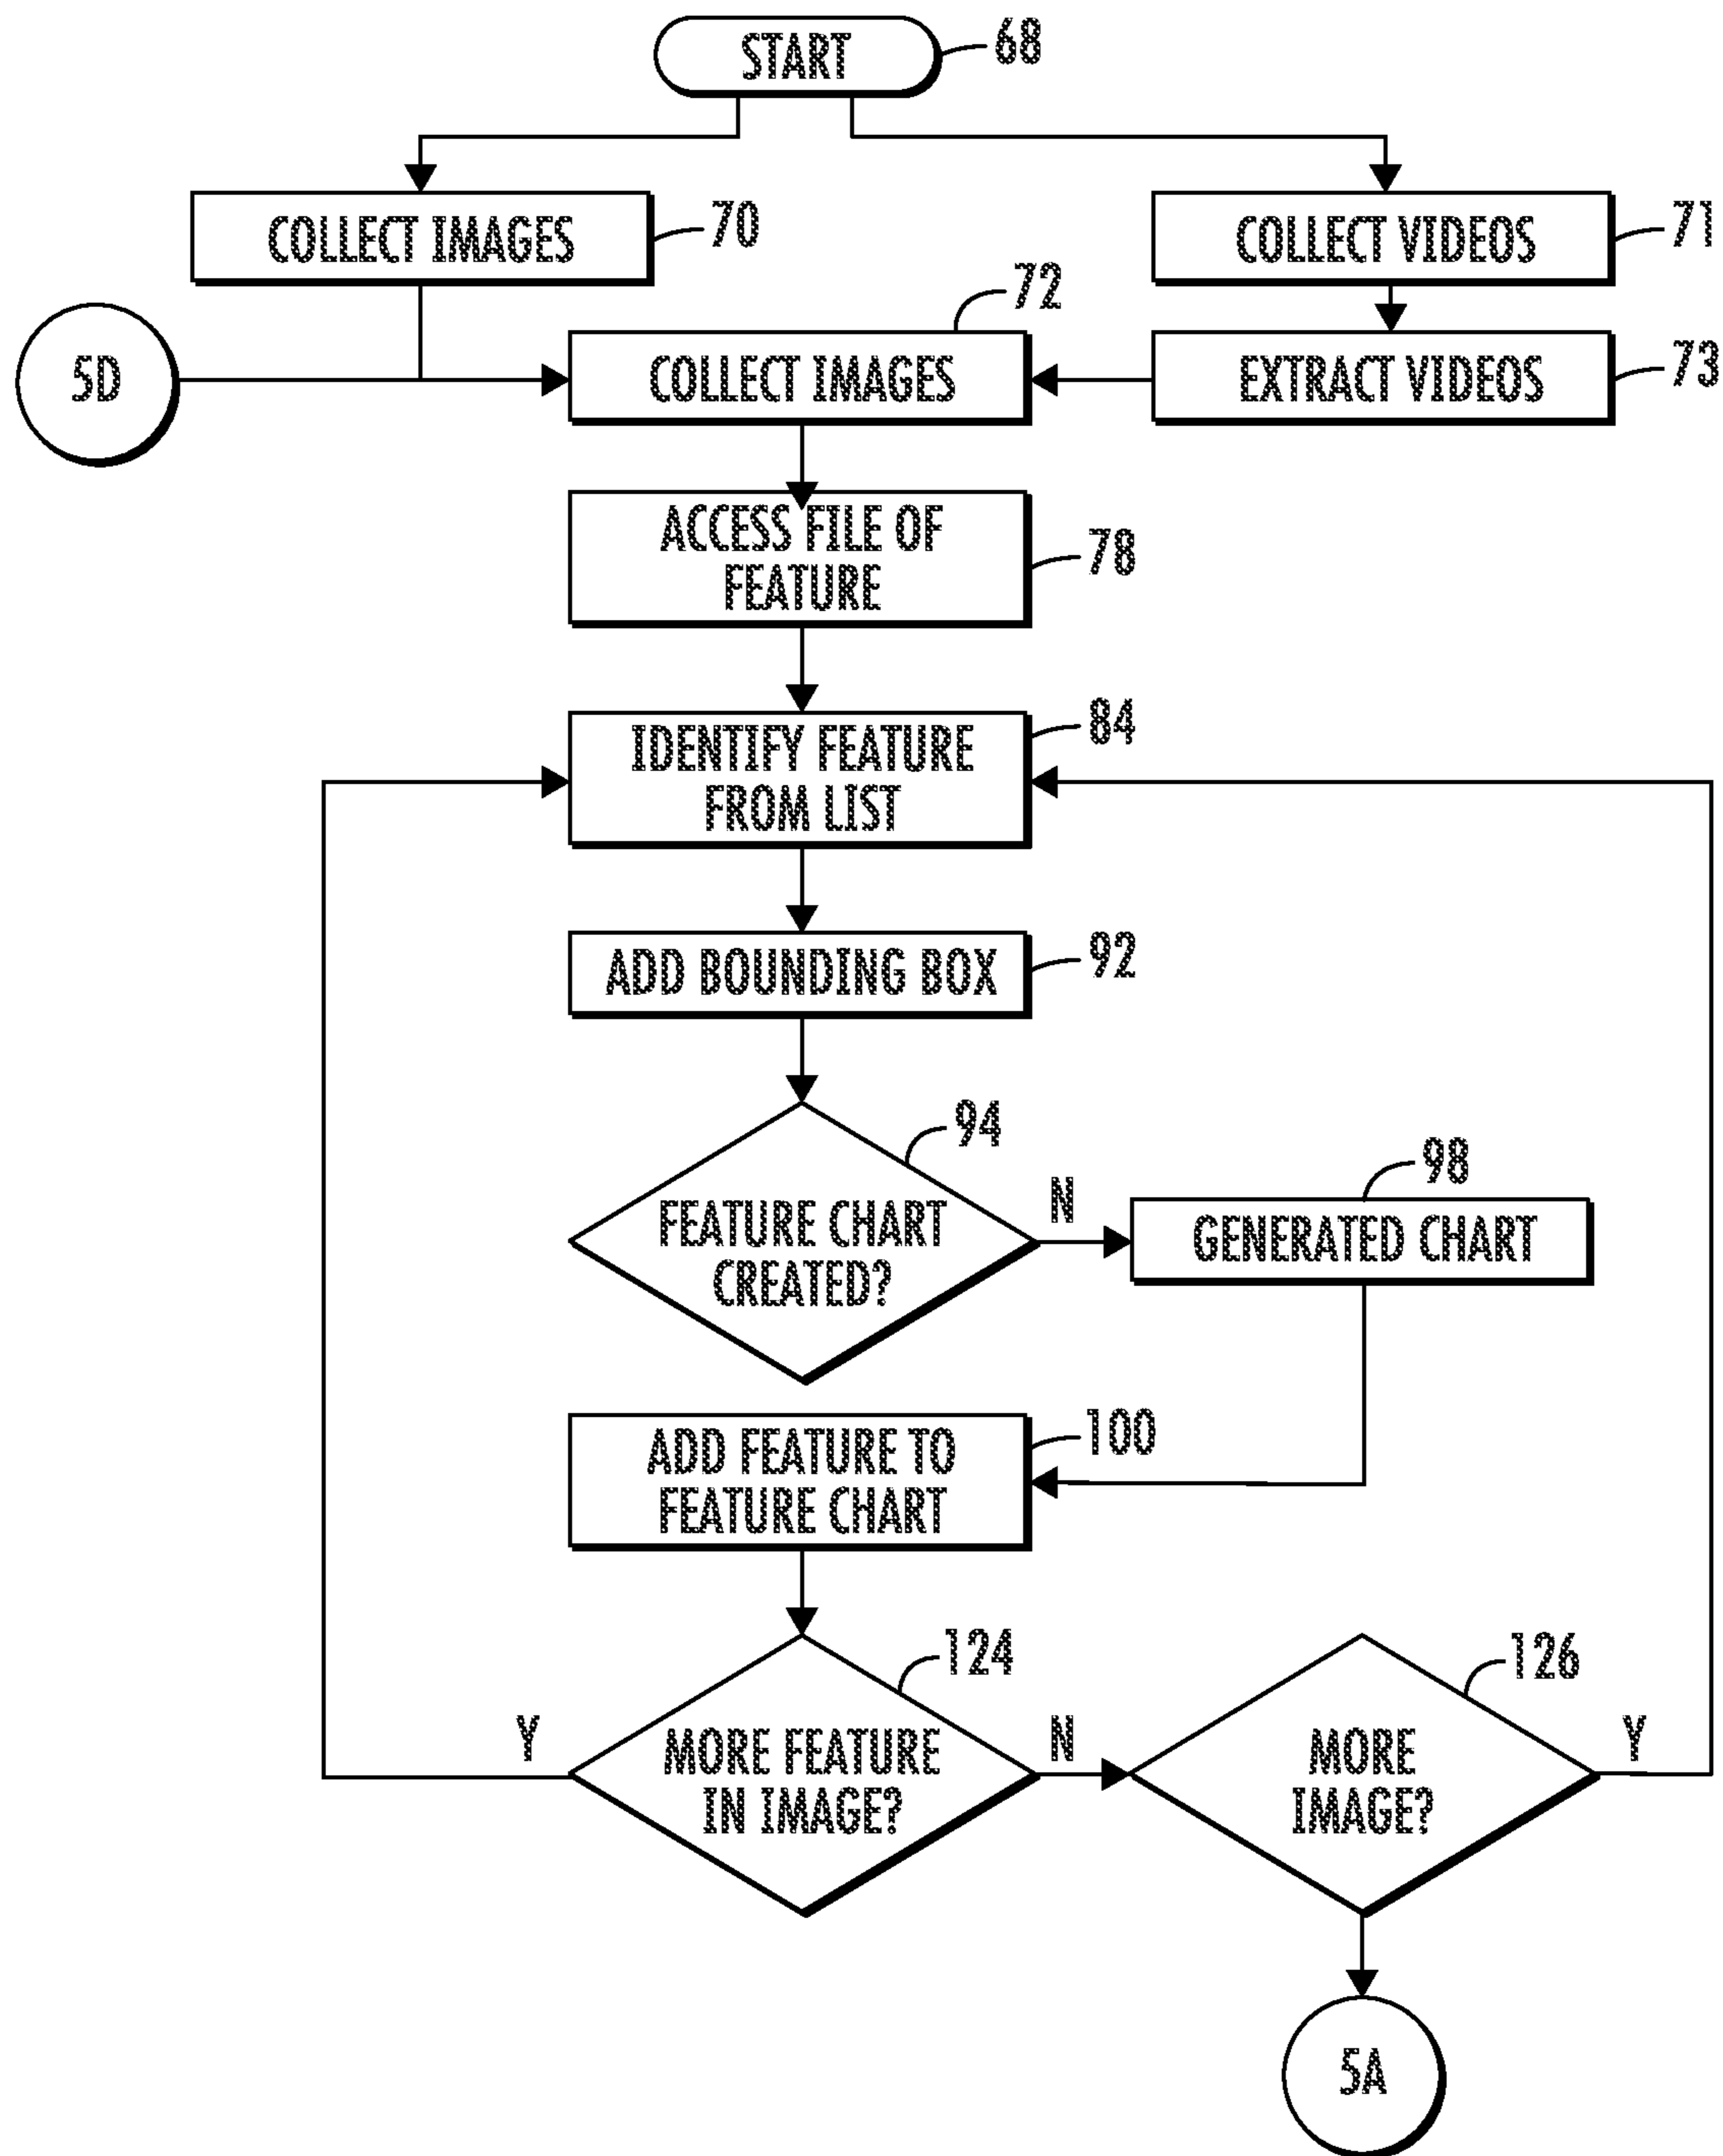 START
68
COLLECT IMAGES
70
COLLECT VIDEOS
71
5D
COLLECT IMAGES
72
EXTRACT VIDEOS
73
ACCESS FILE OF
FEATURE
78
IDENTIFY FEATURE
FROM LIST
84
ADD BOUNDING BOX
92
FEATURE CHART
CREATED?
94
N
GENERATED CHART
98
ADD FEATURE TO
FEATURE CHART
100
Y
MORE FEATURE
IN IMAGE?
124
N
MORE
IMAGE?
126
Y
5A